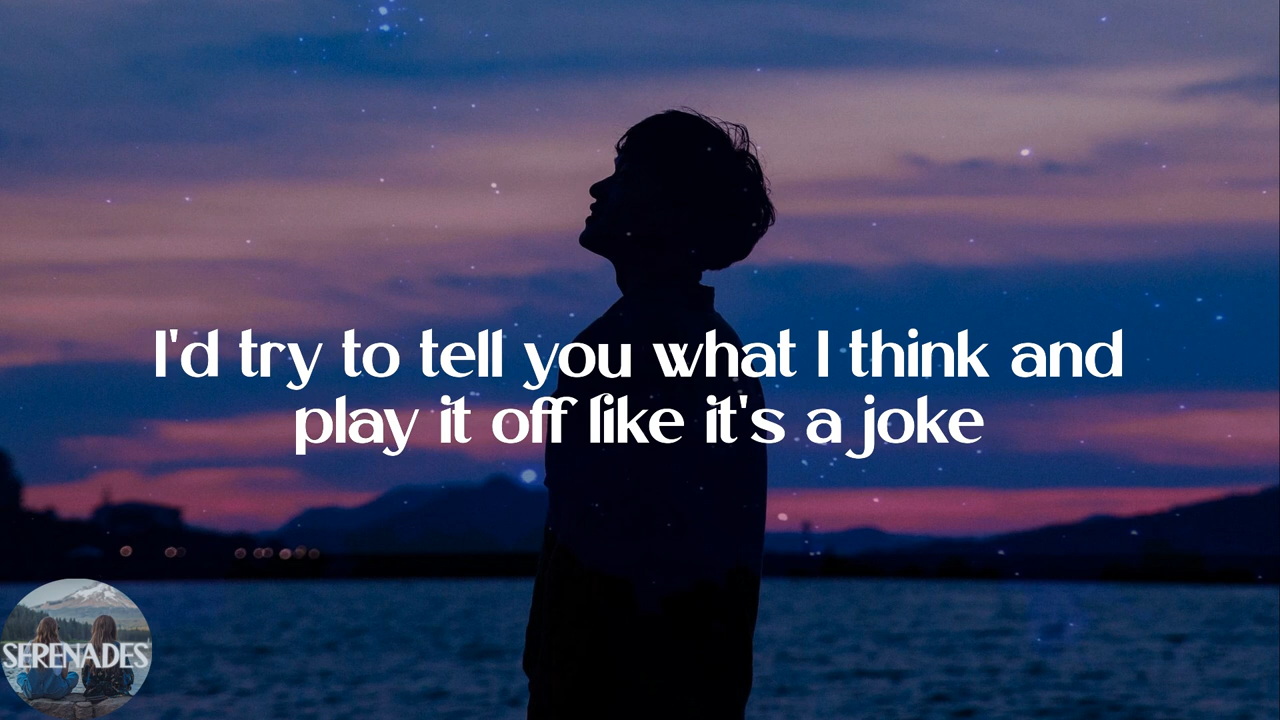 I'd try to tell you what I think and
play it off like it's a joke
SERENADES